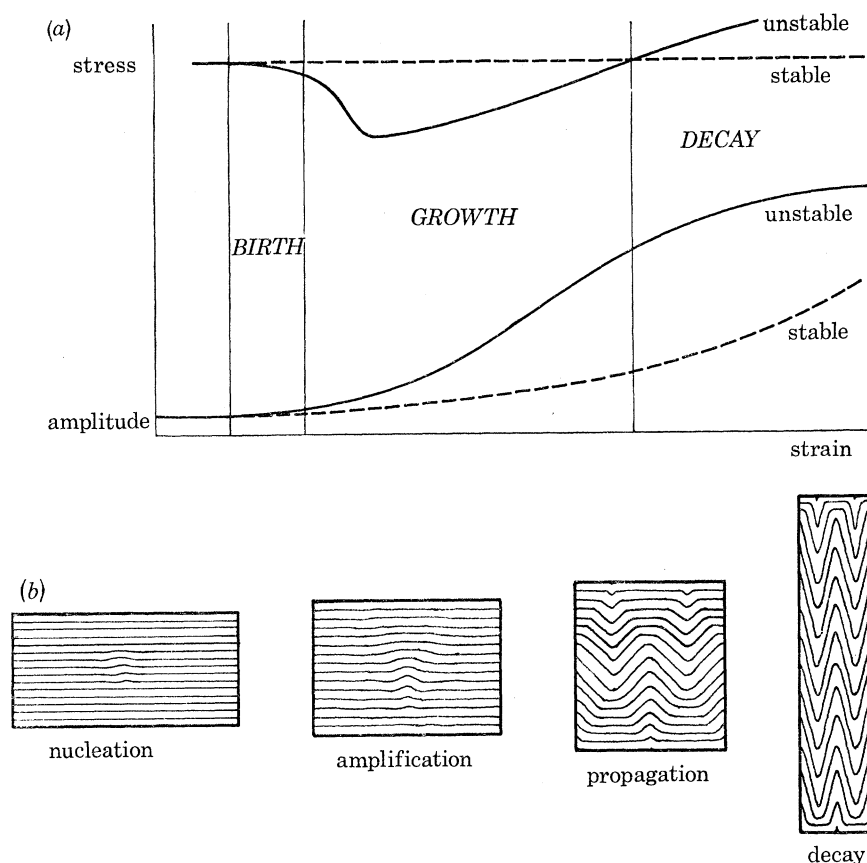 (a)
unstable
stress
stable
DECAY
GROWTH
unstable
BIRTH
stable
amplitude
strain
(b)
nucleation
amplification
propagation
decay